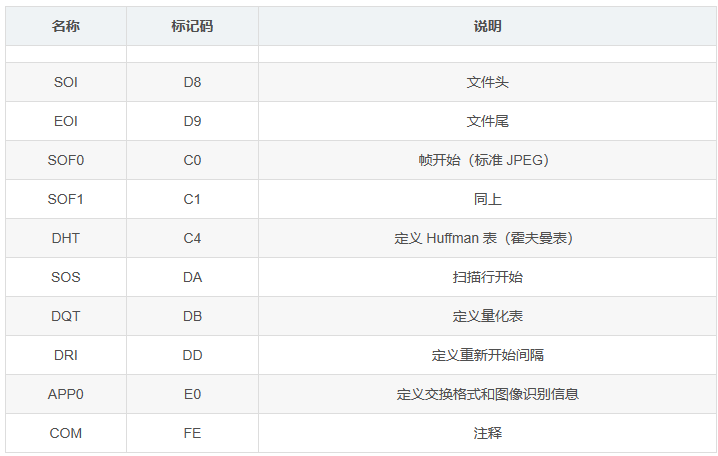 名称 标记码 说明
SOI D8 文件头
EOI D9 文件尾
SOF0 C0 帧开始（标准 JPEG）
SOF1 C1 同上
DHT C4 定义 Huffman 表（霍夫曼表）
SOS DA 扫描行开始
DQT DB 定义量化表
DRI DD 定义重新开始间隔
APP0 E0 定义交换格式和图像识别信息
COM FE 注释